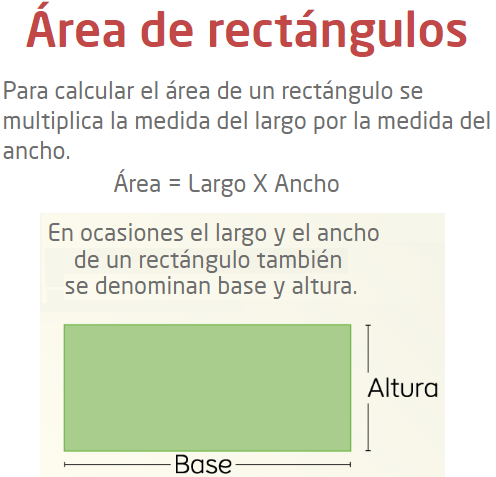 Área de rectángulos
Para calcular el área de un rectángulo se
multiplica la medida del largo por la medida del
ancho.
Área = Largo X Ancho
En ocasiones el largo y el ancho
de un rectángulo también
se denominan base y altura.
Altura
Base